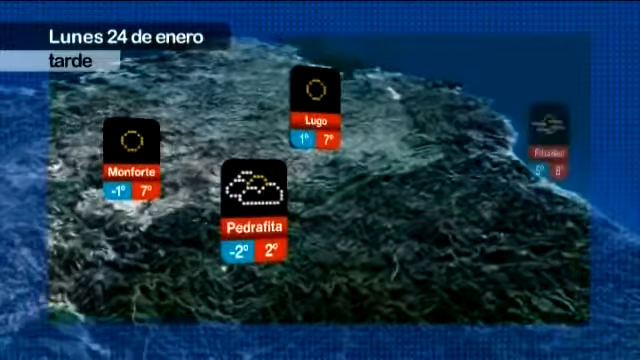 Lunes 24 de enero
tarde
Lugo
1º 7º
Monforte
-1º 7º
Pedrafita
-2º 2º